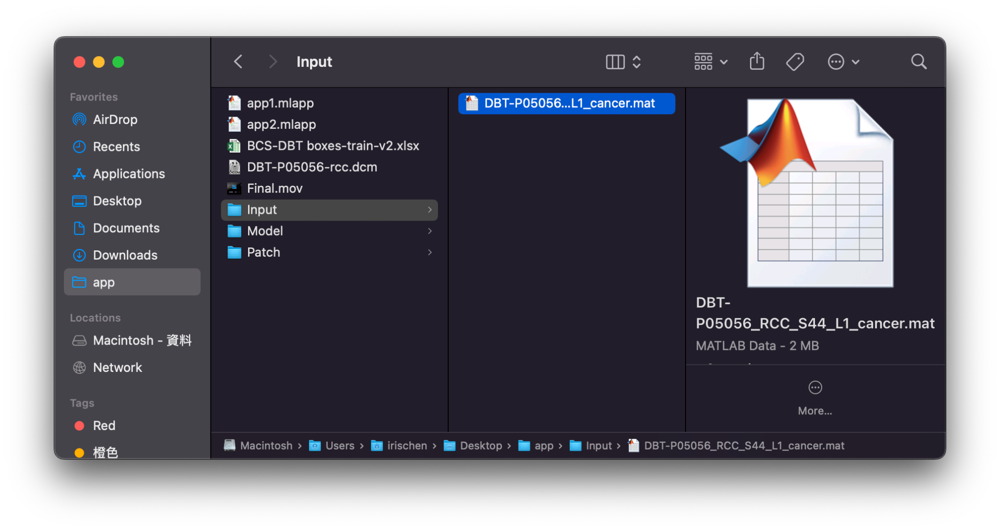 Input
Favorites
AirDrop
Recents
Applications
Desktop
Documents
Downloads
app
Locations
Macintosh - 資料
Network
Tags
Red
橙色
app1.mlapp
app2.mlapp
BCS-DBT boxes-train-v2.xlsx
DBT-P05056-rcc.dcm
Final.mov
Input
Model
Patch
DBT-P05056...L1_cancer.mat
DBT-
P05056_RCC_S44_L1_cancer.mat
MATLAB Data - 2 MB
More...
Macintosh › Users › irischen › Desktop › app › Input › DBT-P05056_RCC_S44_L1_cancer.mat